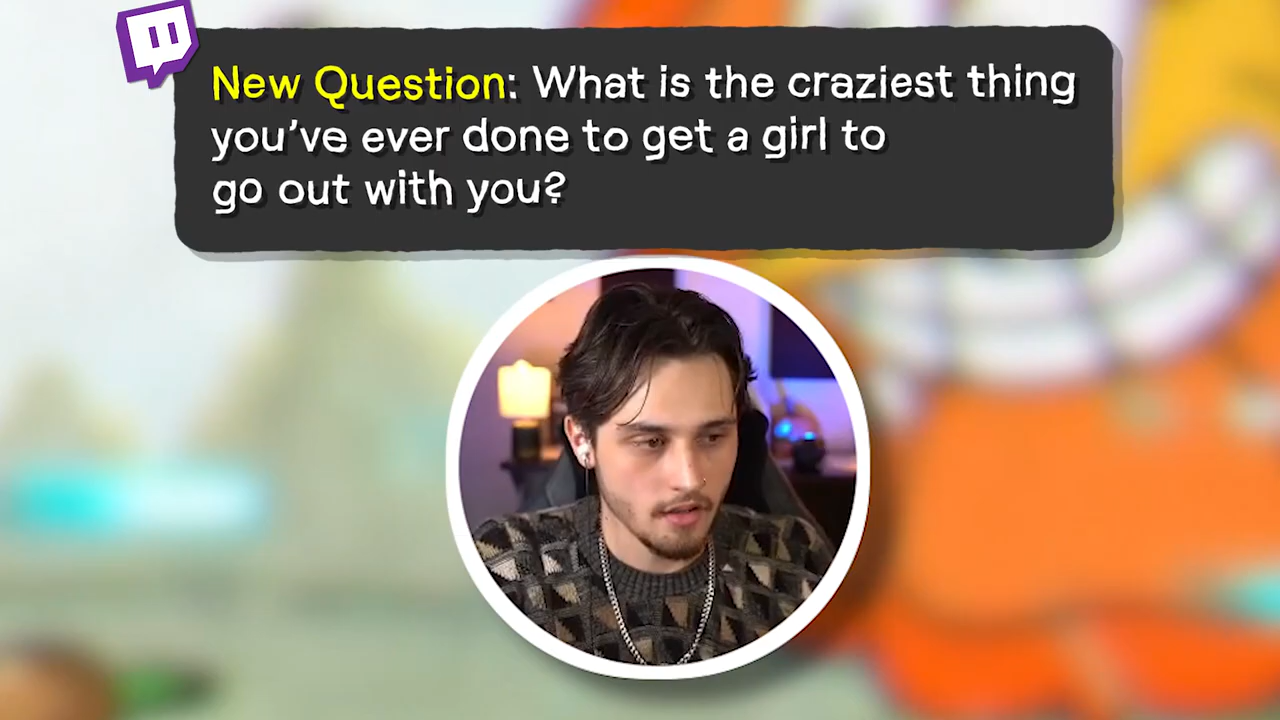 New Question: What is the craziest thing
you've ever done to get a girl to
go out with you?